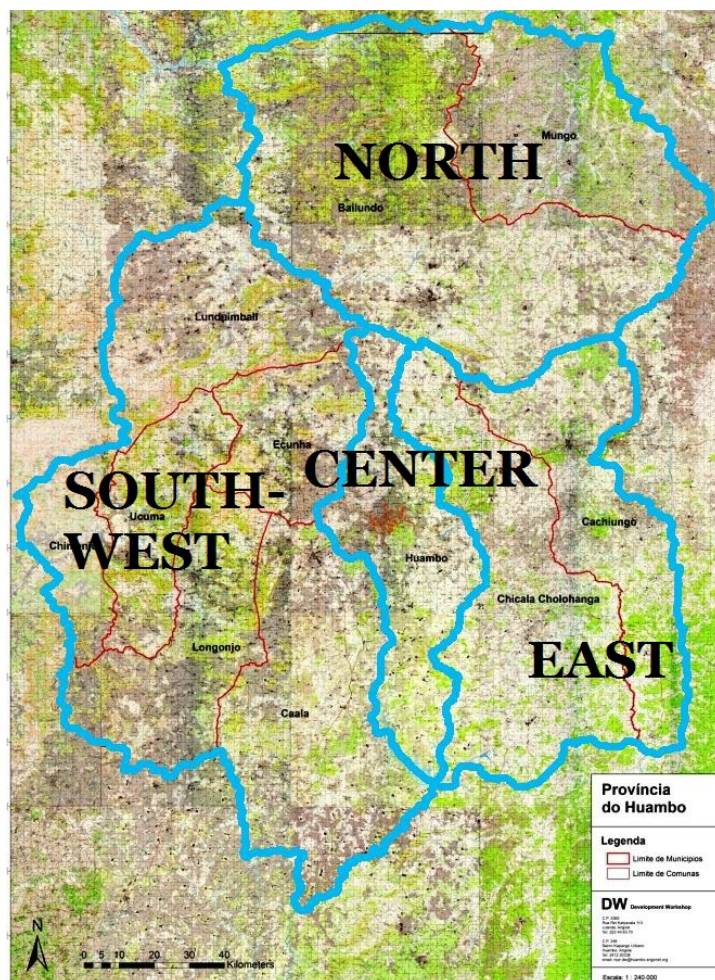 NORTH
Mungo
Bailundo
Lunduimbali
Ecunha
CENTER
SOUTH-
WEST
Ucuma
Cachiungo
Huambo
Chicala Cholohanga
EAST
Longonjo
Caala
Província
do Huambo
Legenda
Limite de Municipios
Limite de Comunas
DW Development Workshop
N
0 5 10 20 30 40
Kilometers
Escala: 1 : 240 000